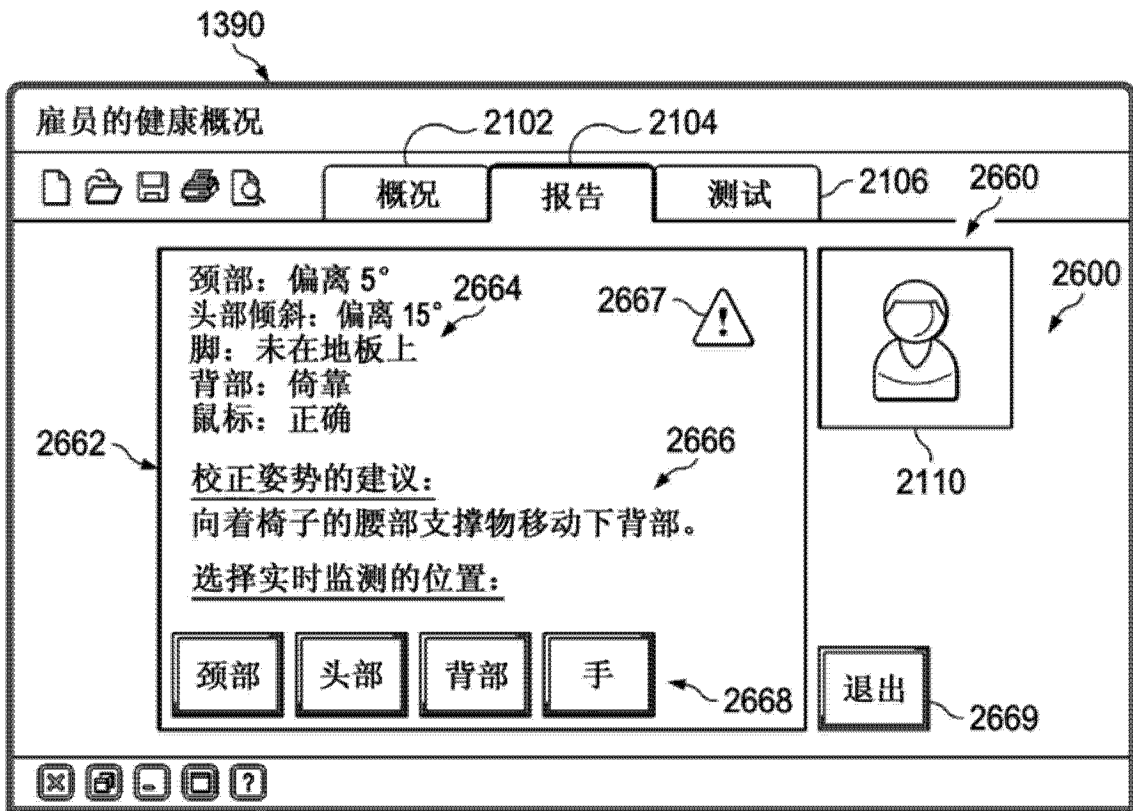 1390
雇员的健康概况
2102
2104
概况
报告
测试
2106
2660
颈部：偏离 5°
头部倾斜：偏离 15°
脚：未在地板上
背部：倚靠
鼠标：正确
2664
2667
!
2600
2662
2666
2110
校正姿势的建议：
向着椅子的腰部支撑物移动下背部。
选择实时监测的位置：
颈部
头部
背部
手
2668
退出
2669
?